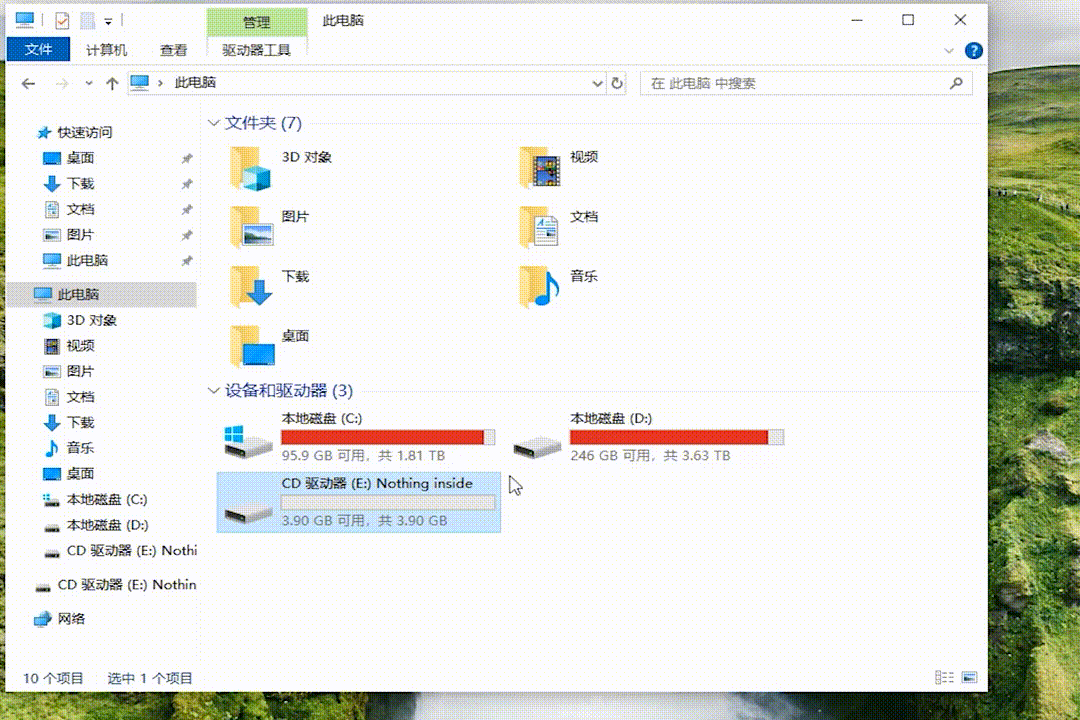 管理
此电脑
文件
计算机
查看
驱动器工具
此电脑
在 此电脑 中搜索
快速访问
桌面
下载
文档
图片
此电脑
此电脑
3D 对象
视频
图片
文档
下载
音乐
桌面
本地磁盘 (C:)
本地磁盘 (D:)
CD 驱动器 (E:) Nothi
CD 驱动器 (E:) Nothin
网络
文件夹 (7)
3D 对象
视频
图片
文档
下载
音乐
桌面
设备和驱动器 (3)
本地磁盘 (C:)
95.9 GB 可用，共 1.81 TB
本地磁盘 (D:)
246 GB 可用，共 3.63 TB
CD 驱动器 (E:) Nothing inside
3.90 GB 可用，共 3.90 GB
10 个项目
选中 1 个项目